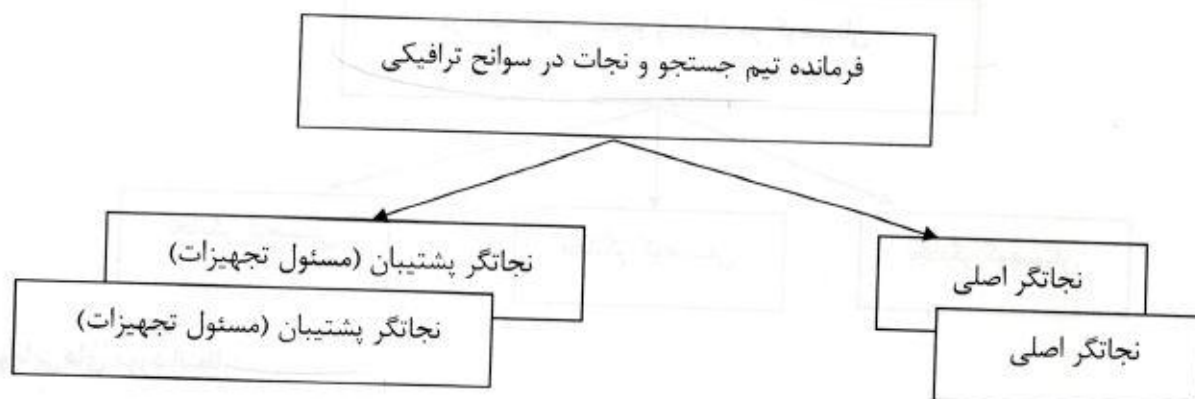 فرمانده تیم جستجو و نجات در سوانح ترافیکی
نجاتگر اصلی
نجاتگر اصلی
نجاتگر پشتیبان (مسئول تجهیزات)
نجاتگر پشتیبان (مسئول تجهیزات)